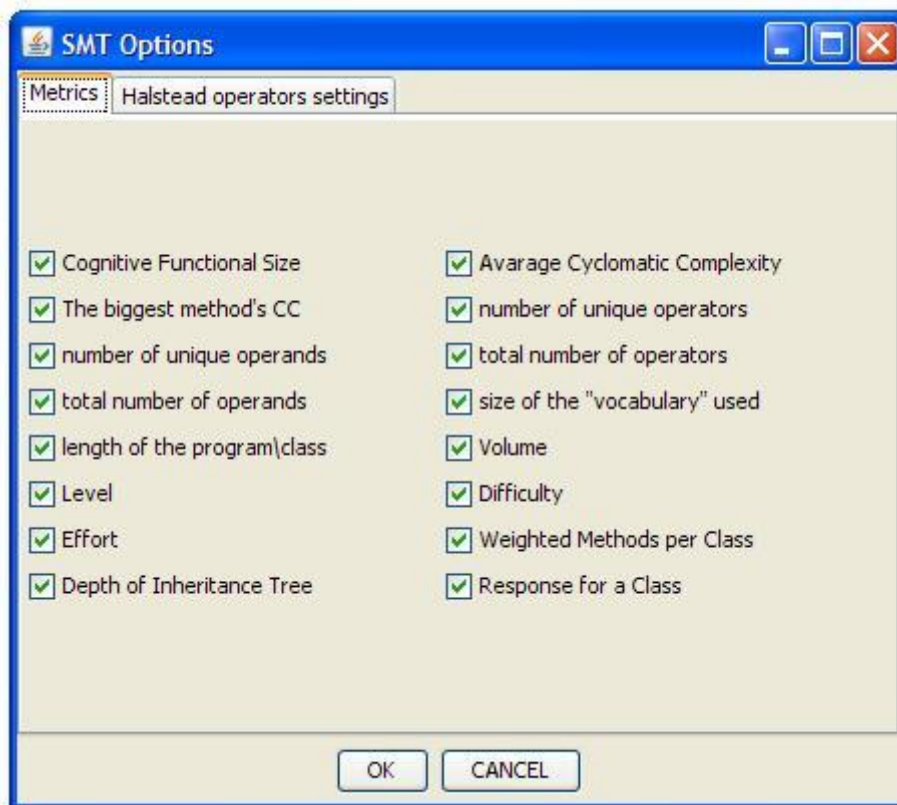 SMT Options
Metrics Halstead operators settings
Cognitive Functional Size Avarage Cyclomatic Complexity
The biggest method's CC number of unique operators
number of unique operands total number of operators
total number of operands size of the "vocabulary" used
length of the program\class Volume
Level Difficulty
Effort Weighted Methods per Class
Depth of Inheritance Tree Response for a Class
OK CANCEL